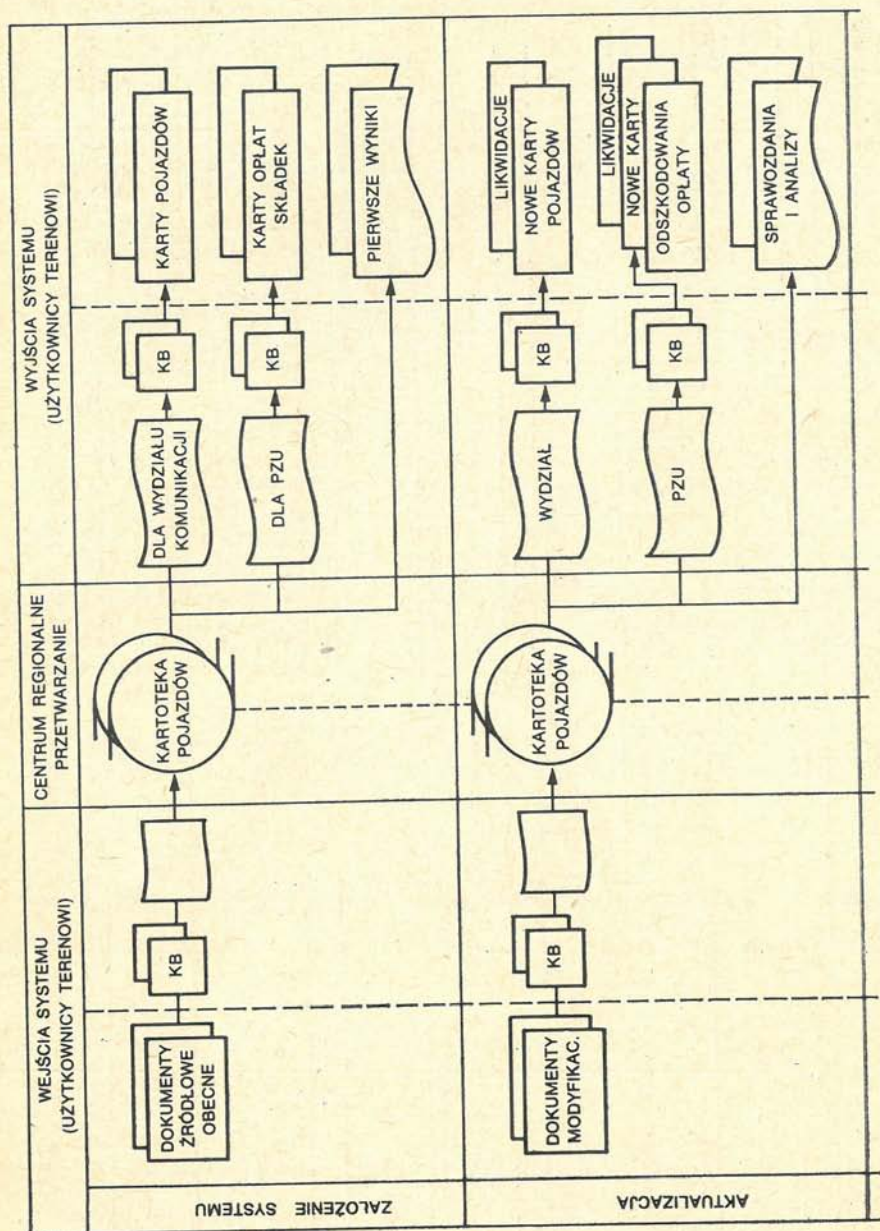 WEJŚCIA SYSTEMU
(UŻYTKOWNICY TERENOWI)
CENTRUM REGIONALNE
PRZETWARZANIE
WYJŚCIA SYSTEMU
(UŻYTKOWNICY TERENOWI)
ZAŁOŻENIE SYSTEMU
DOKUMENTY
ŹRÓDŁOWE
OBECNE
KB
KARTOTEKA
POJAZDÓW
DLA WYDZIAŁU
KOMUNIKACJI
KB
KARTY POJAZDÓW
DLA PZU
KB
KARTY OPŁAT
SKŁADEK
PIERWSZE WYNIKI
AKTUALIZACJA
DOKUMENTY
MODYFIKAC.
KB
KARTOTEKA
POJAZDÓW
WYDZIAŁ
KB
LIKWIDACJE
NOWE KARTY
POJAZDÓW
PZU
KB
LIKWIDACJE
NOWE KARTY
ODSZKODOWANIA
OPŁATY
SPRAWOZDANIA
I ANALIZY